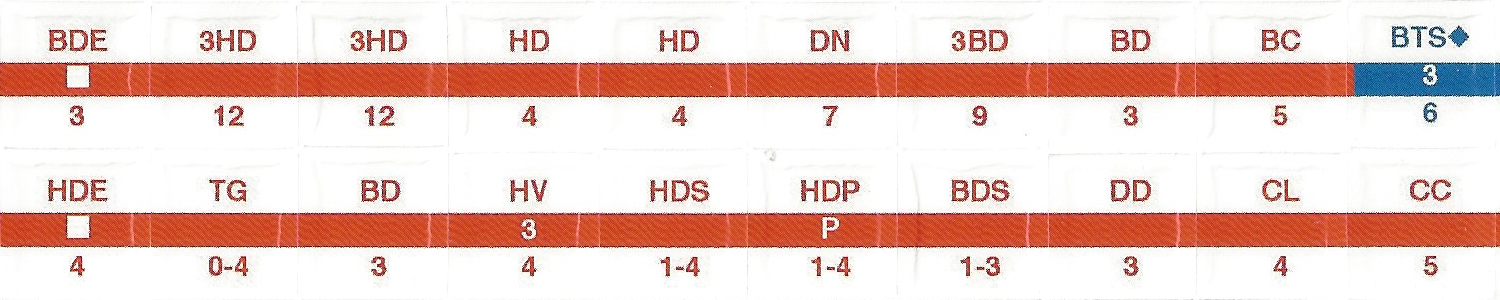 BDE 3HD 3HD HD HD DN 3BD BD BC BTS◆
3
3 12 12 4 4 7 9 3 5 6
HDE TG BD HV HDS HDP BDS DD CL CC
3 P
4 0-4 3 4 1-4 1-4 1-3 3 4 5